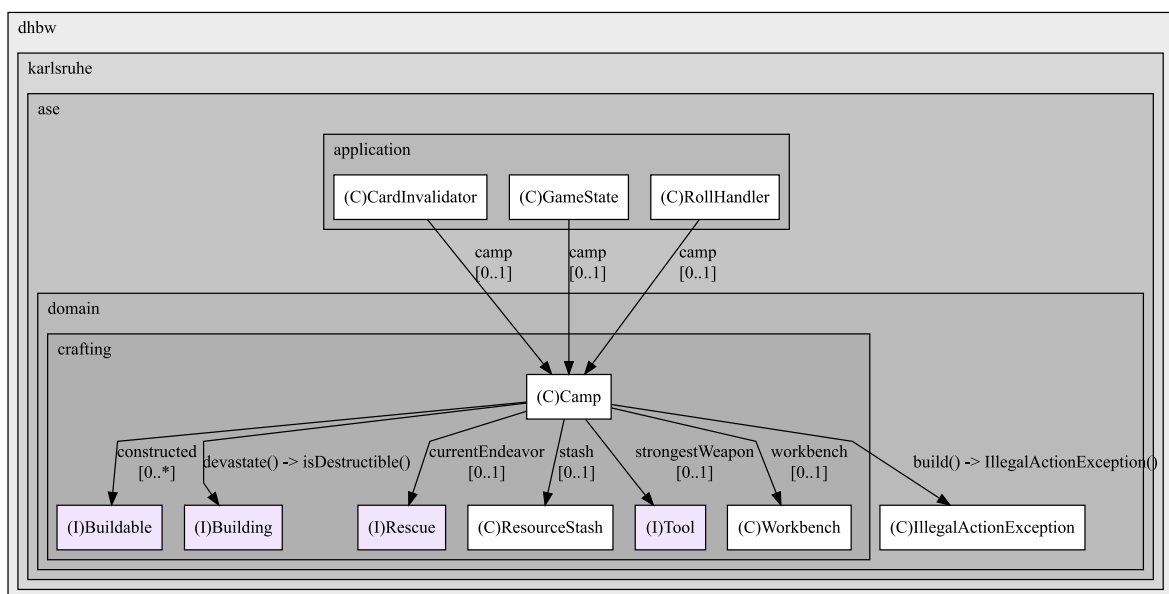 dhbw
karlsruhe
ase
application
(C)CardInvalidator
(C)GameState
(C)RollHandler
camp
[0..1]
camp
[0..1]
camp
[0..1]
domain
crafting
(C)Camp
constructed
[0..*]
devastate() -> isDestructible()
currentEndeavor
[0..1]
stash
[0..1]
strongestWeapon
[0..1]
workbench
[0..1]
build() -> IllegalActionException()
(I)Buildable
(I)Building
(I)Rescue
(C)ResourceStash
(I)Tool
(C)Workbench
(C)IllegalActionException